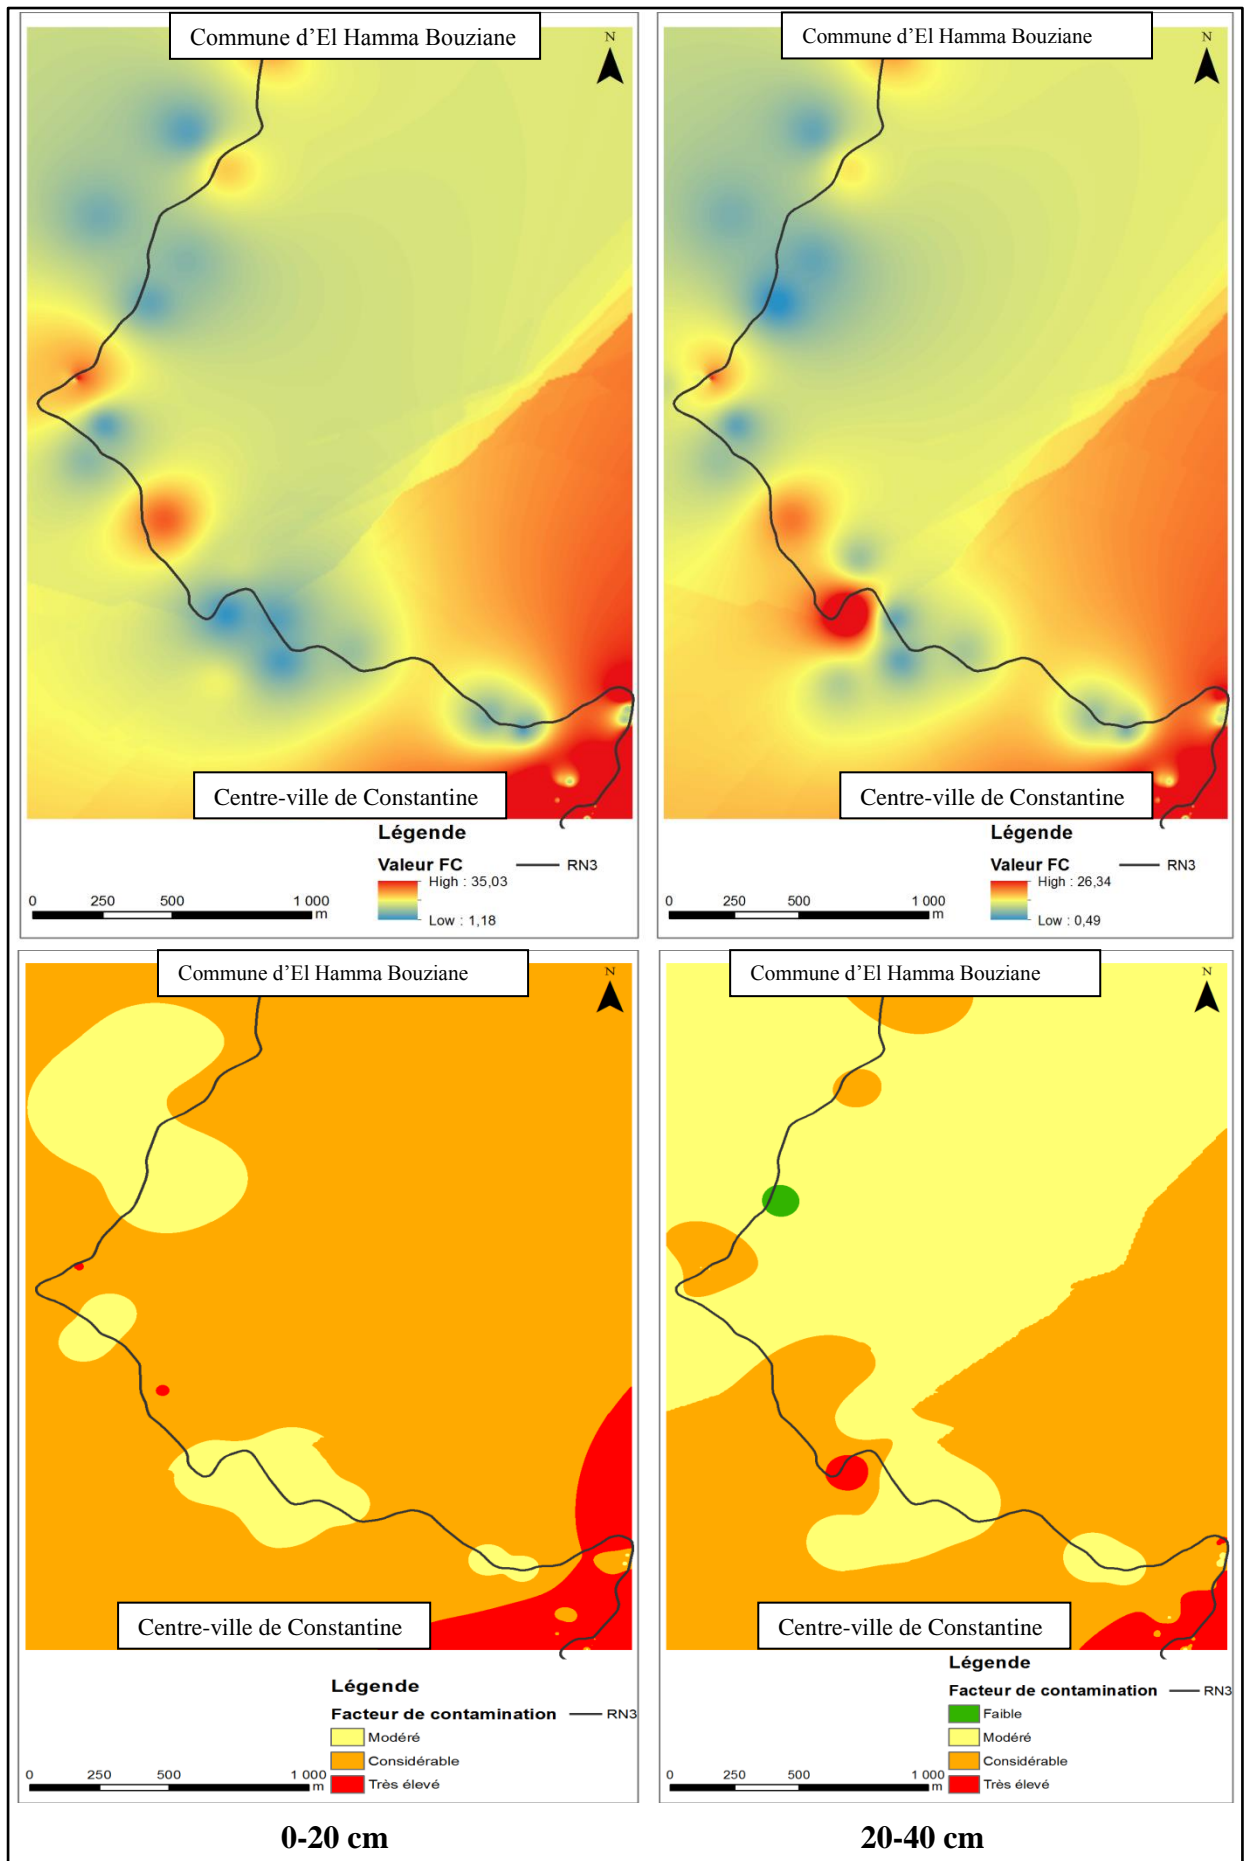 Commune d’El Hamma Bouziane
N
Centre-ville de Constantine
Légende
Valeur FC
RN3
High : 35,03
Low : 1,18
0 250 500 1 000
m
Commune d’El Hamma Bouziane
N
Centre-ville de Constantine
Légende
Valeur FC
RN3
High : 26,34
Low : 0,49
0 250 500 1 000
m
Commune d’El Hamma Bouziane
N
Centre-ville de Constantine
Légende
Facteur de contamination
RN3
Modéré
Considérable
Très élevé
0 250 500 1 000
m
0-20 cm
Commune d’El Hamma Bouziane
N
Centre-ville de Constantine
Légende
Facteur de contamination
RN3
Faible
Modéré
Considérable
Très élevé
0 250 500 1 000
m
20-40 cm